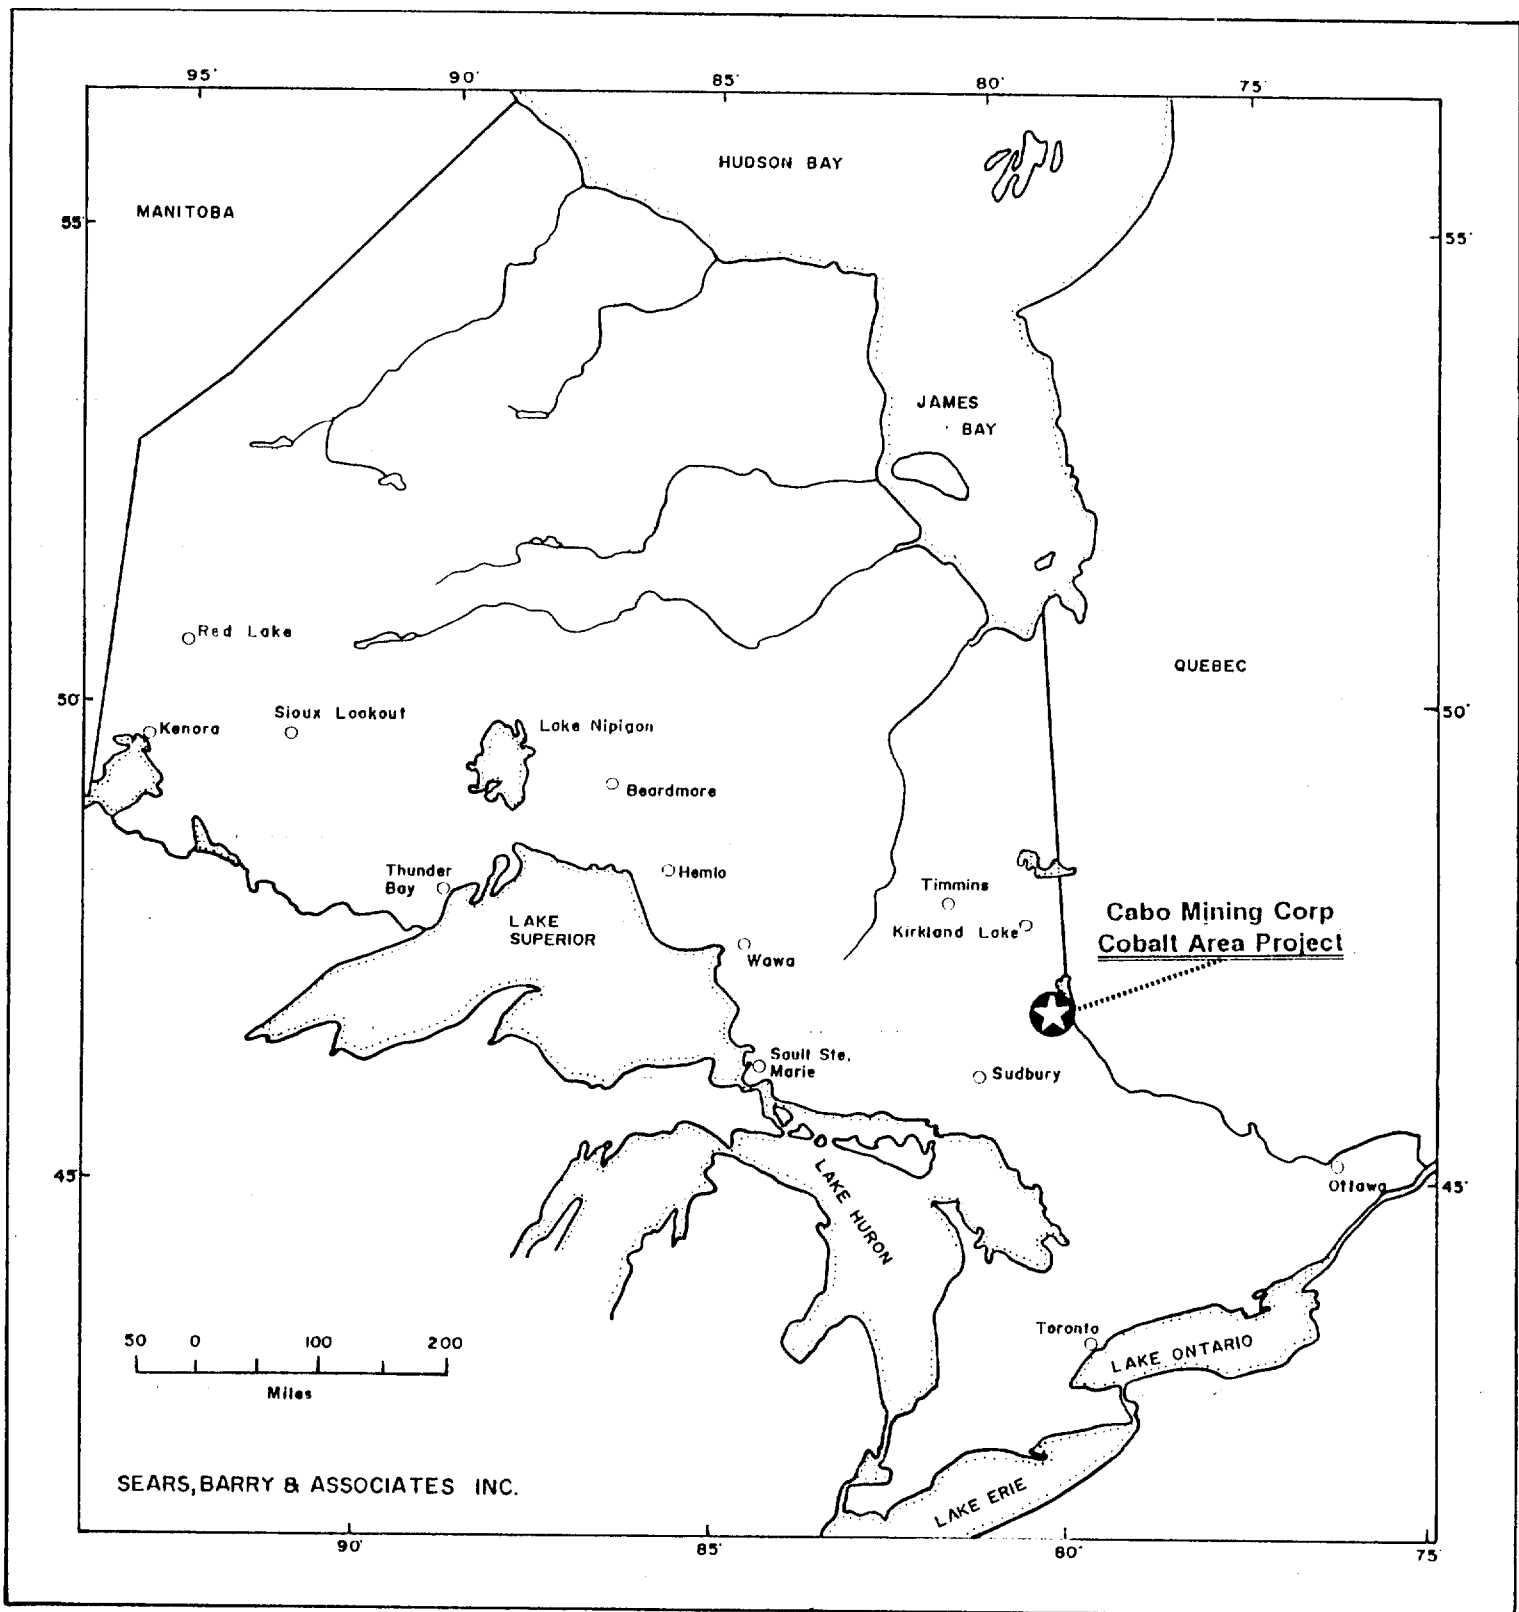 95° 90° 85° 80° 75°
HUDSON BAY
MANITOBA
55° 55°
JAMES
BAY
Red Lake
QUEBEC
50° 50°
Sioux Lookout
Kenora
Lake Nipigon
Beardmore
Thunder
Bay
Hemlo
Timmins
Kirkland Lake
Cabo Mining Corp
Cobalt Area Project
LAKE
SUPERIOR
Wawa
Sault Ste.
Marie
Sudbury
45° 45°
Ottawa
LAKE HURON
Toronto
LAKE ONTARIO
50 0 100 200
Miles
SEARS, BARRY & ASSOCIATES INC.
LAKE ERIE
90° 85° 80° 75°